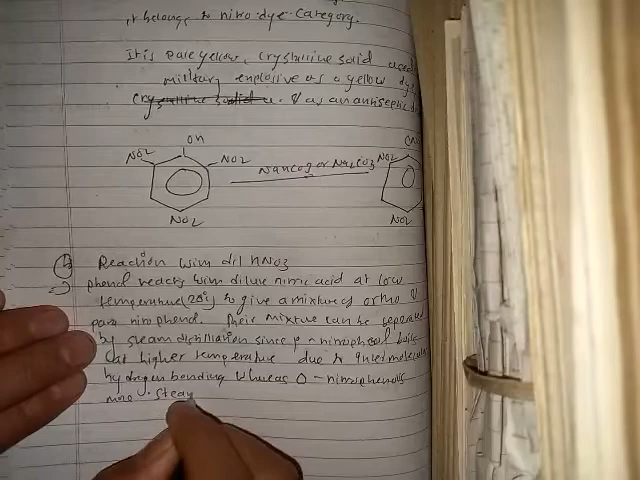 it belongs to nitro dye category.
It is pale yellow, crystalline solid used
military explosive as a yellow dye
& as an antiseptic
OH
NO2
NO2
NaHCO3 or Na2CO3
NO2
NO2
NO2
Reaction with dil HNO3
phenol reacts with dilute nitric acid at low
temperature (20°) to give a mixture of ortho &
para nitrophenol. Their mixture can be separated
by steam distillation since p-nitrophenol boils
at higher temperature due to intermolecular
hydrogen bonding whereas O-nitrophenol is
more steam